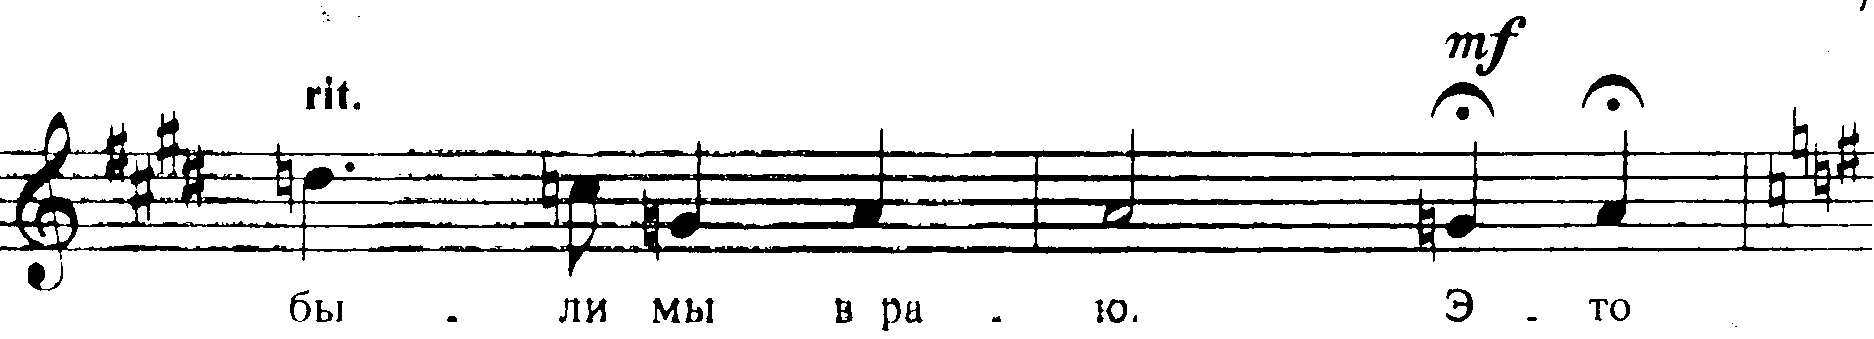 mf
rit.
бы - ли мы в ра - ю. Э - то